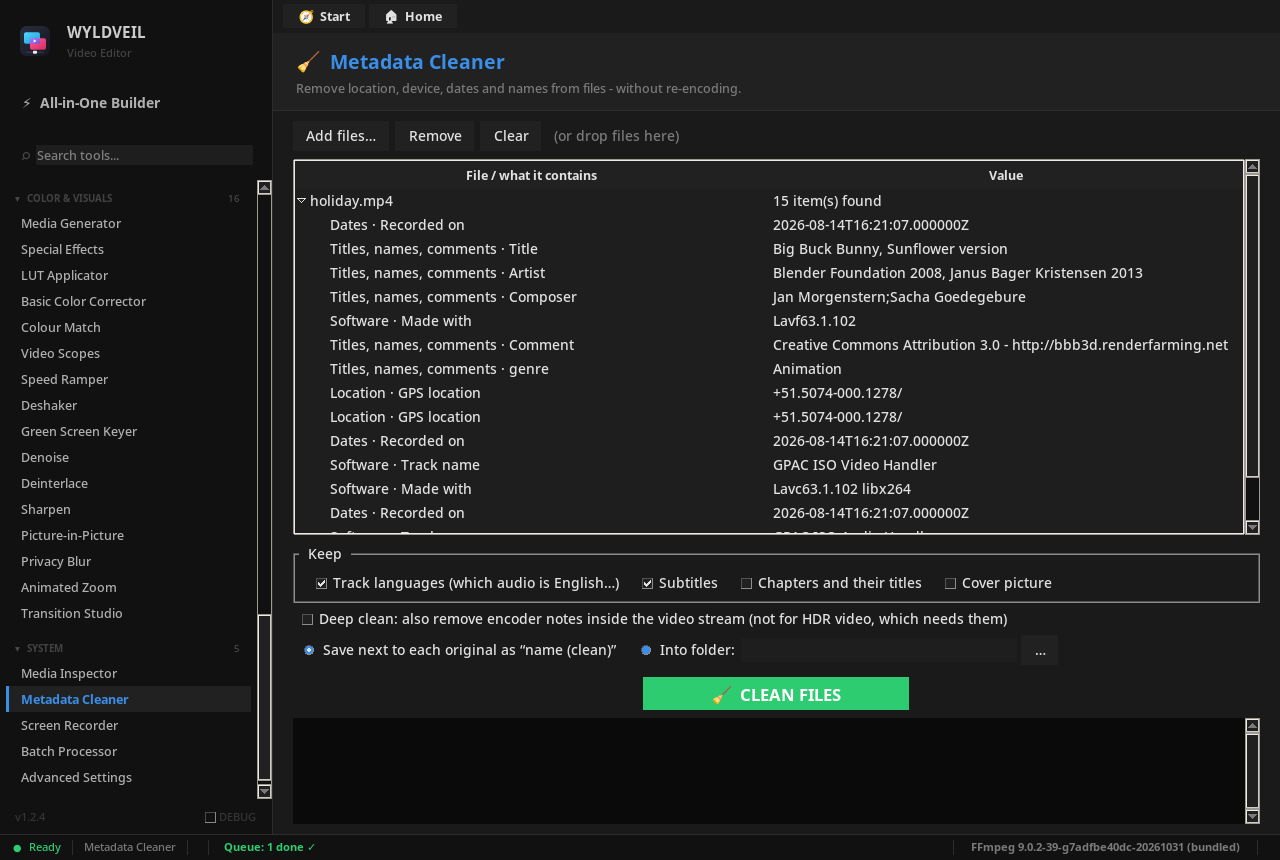 WYLDVEIL
Video Editor
⚡ All-in-One Builder
Search tools...
▾ COLOR & VISUALS 16
Media Generator
Special Effects
LUT Applicator
Basic Color Corrector
Colour Match
Video Scopes
Speed Ramper
Deshaker
Green Screen Keyer
Denoise
Deinterlace
Sharpen
Picture-in-Picture
Privacy Blur
Animated Zoom
Transition Studio
▾ SYSTEM 5
Media Inspector
Metadata Cleaner
Screen Recorder
Batch Processor
Advanced Settings
v1.2.4 DEBUG
Start Home
Metadata Cleaner
Remove location, device, dates and names from files - without re-encoding.
Add files... Remove Clear (or drop files here)
File / what it contains Value
holiday.mp4 15 item(s) found
Dates · Recorded on 2026-08-14T16:21:07.000000Z
Titles, names, comments · Title Big Buck Bunny, Sunflower version
Titles, names, comments · Artist Blender Foundation 2008, Janus Bager Kristensen 2013
Titles, names, comments · Composer Jan Morgenstern;Sacha Goedegebure
Software · Made with Lavf63.1.102
Titles, names, comments · Comment Creative Commons Attribution 3.0 - http://bbb3d.renderfarming.net
Titles, names, comments · genre Animation
Location · GPS location +51.5074-000.1278/
Location · GPS location +51.5074-000.1278/
Dates · Recorded on 2026-08-14T16:21:07.000000Z
Software · Track name GPAC ISO Video Handler
Software · Made with Lavc63.1.102 libx264
Dates · Recorded on 2026-08-14T16:21:07.000000Z
Keep
Track languages (which audio is English...) Subtitles Chapters and their titles Cover picture
Deep clean: also remove encoder notes inside the video stream (not for HDR video, which needs them)
Save next to each original as “name (clean)” Into folder: ...
CLEAN FILES
● Ready Metadata Cleaner Queue: 1 done ✓ FFmpeg 9.0.2-39-g7adfbe40dc-20261031 (bundled)